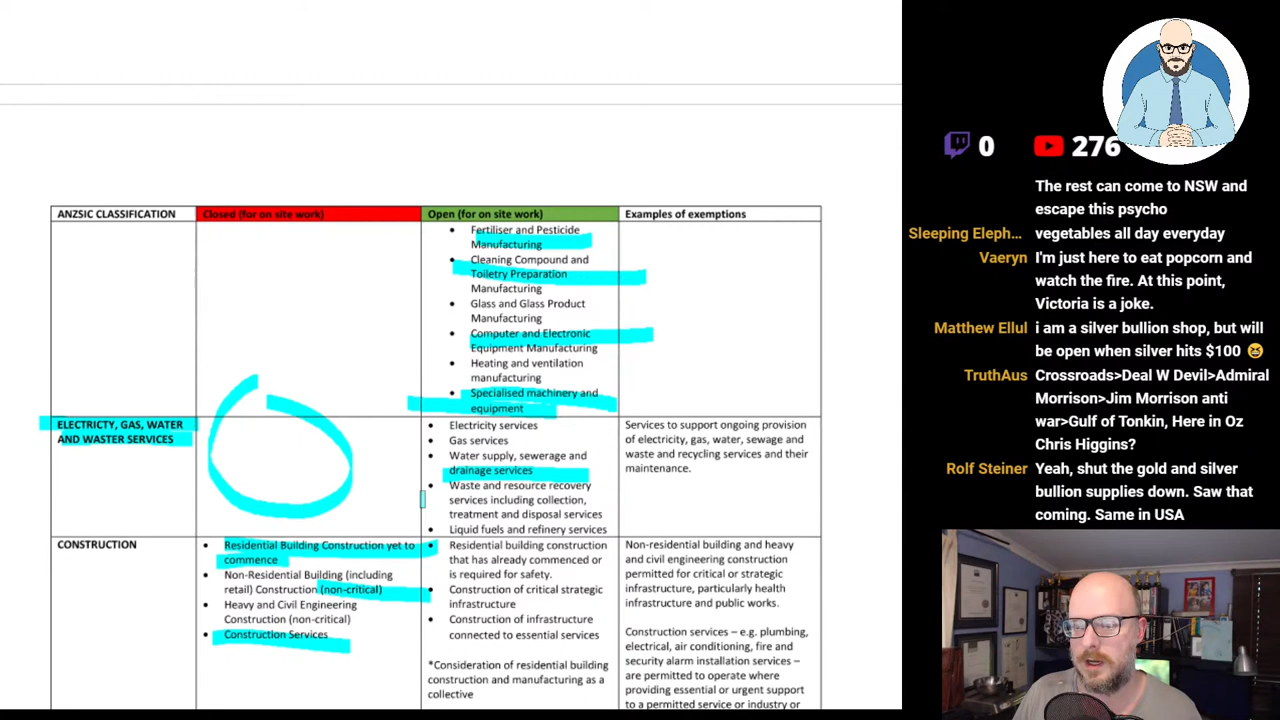 ANZSIC CLASSIFICATION
Closed (for on site work)
Open (for on site work)
Examples of exemptions
• Fertiliser and Pesticide
Manufacturing
• Cleaning Compound and
Toiletry Preparation
Manufacturing
• Glass and Glass Product
Manufacturing
• Computer and Electronic
Equipment Manufacturing
• Heating and ventilation
manufacturing
• Specialised machinery and
equipment
ELECTRICTY, GAS, WATER
AND WASTER SERVICES
• Electricity services
• Gas services
• Water supply, sewerage and
drainage services
• Waste and resource recovery
services including collection,
treatment and disposal services
• Liquid fuels and refinery services
Services to support ongoing provision
of electricity, gas, water, sewage and
waste and recycling services and their
maintenance.
CONSTRUCTION
• Residential Building Construction yet to
commence
• Non-Residential Building (including
retail) Construction (non-critical)
• Heavy and Civil Engineering
Construction (non-critical)
• Construction Services
• Residential building construction
that has already commenced or
is required for safety.
• Construction of critical strategic
infrastructure
• Construction of infrastructure
connected to essential services
*Consideration of residential building
construction and manufacturing as a
collective
Non-residential building and heavy
and civil engineering construction
permitted for critical or strategic
infrastructure, particularly health
infrastructure and public works.
Construction services – e.g. plumbing,
electrical, air conditioning, fire and
security alarm installation services –
are permitted to operate where
providing essential or urgent support
to a permitted service or industry or
0
276
The rest can come to NSW and
escape this psycho
Sleeping Eleph... vegetables all day everyday
Vaeryn I'm just here to eat popcorn and
watch the fire. At this point,
Victoria is a joke.
Matthew Ellul i am a silver bullion shop, but will
be open when silver hits $100 😆
TruthAus Crossroads>Deal W Devil>Admiral
Morrison>Jim Morrison anti
war>Gulf of Tonkin, Here in Oz
Chris Higgins?
Rolf Steiner Yeah, shut the gold and silver
bullion supplies down. Saw that
coming. Same in USA